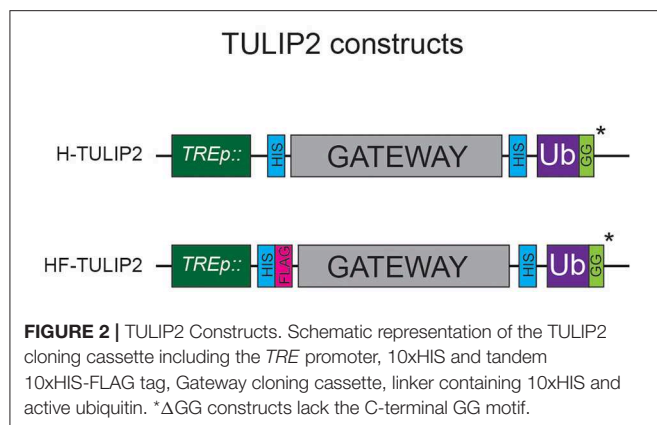 TULIP2 constructs
H-TULIP2 TREp:: HIS GATEWAY HIS Ub GG *
HF-TULIP2 TREp:: HIS FLAG GATEWAY HIS Ub GG *
FIGURE 2 | TULIP2 Constructs. Schematic representation of the TULIP2
cloning cassette including the TRE promoter, 10xHIS and tandem
10xHIS-FLAG tag, Gateway cloning cassette, linker containing 10xHIS and
active ubiquitin. *ΔGG constructs lack the C-terminal GG motif.